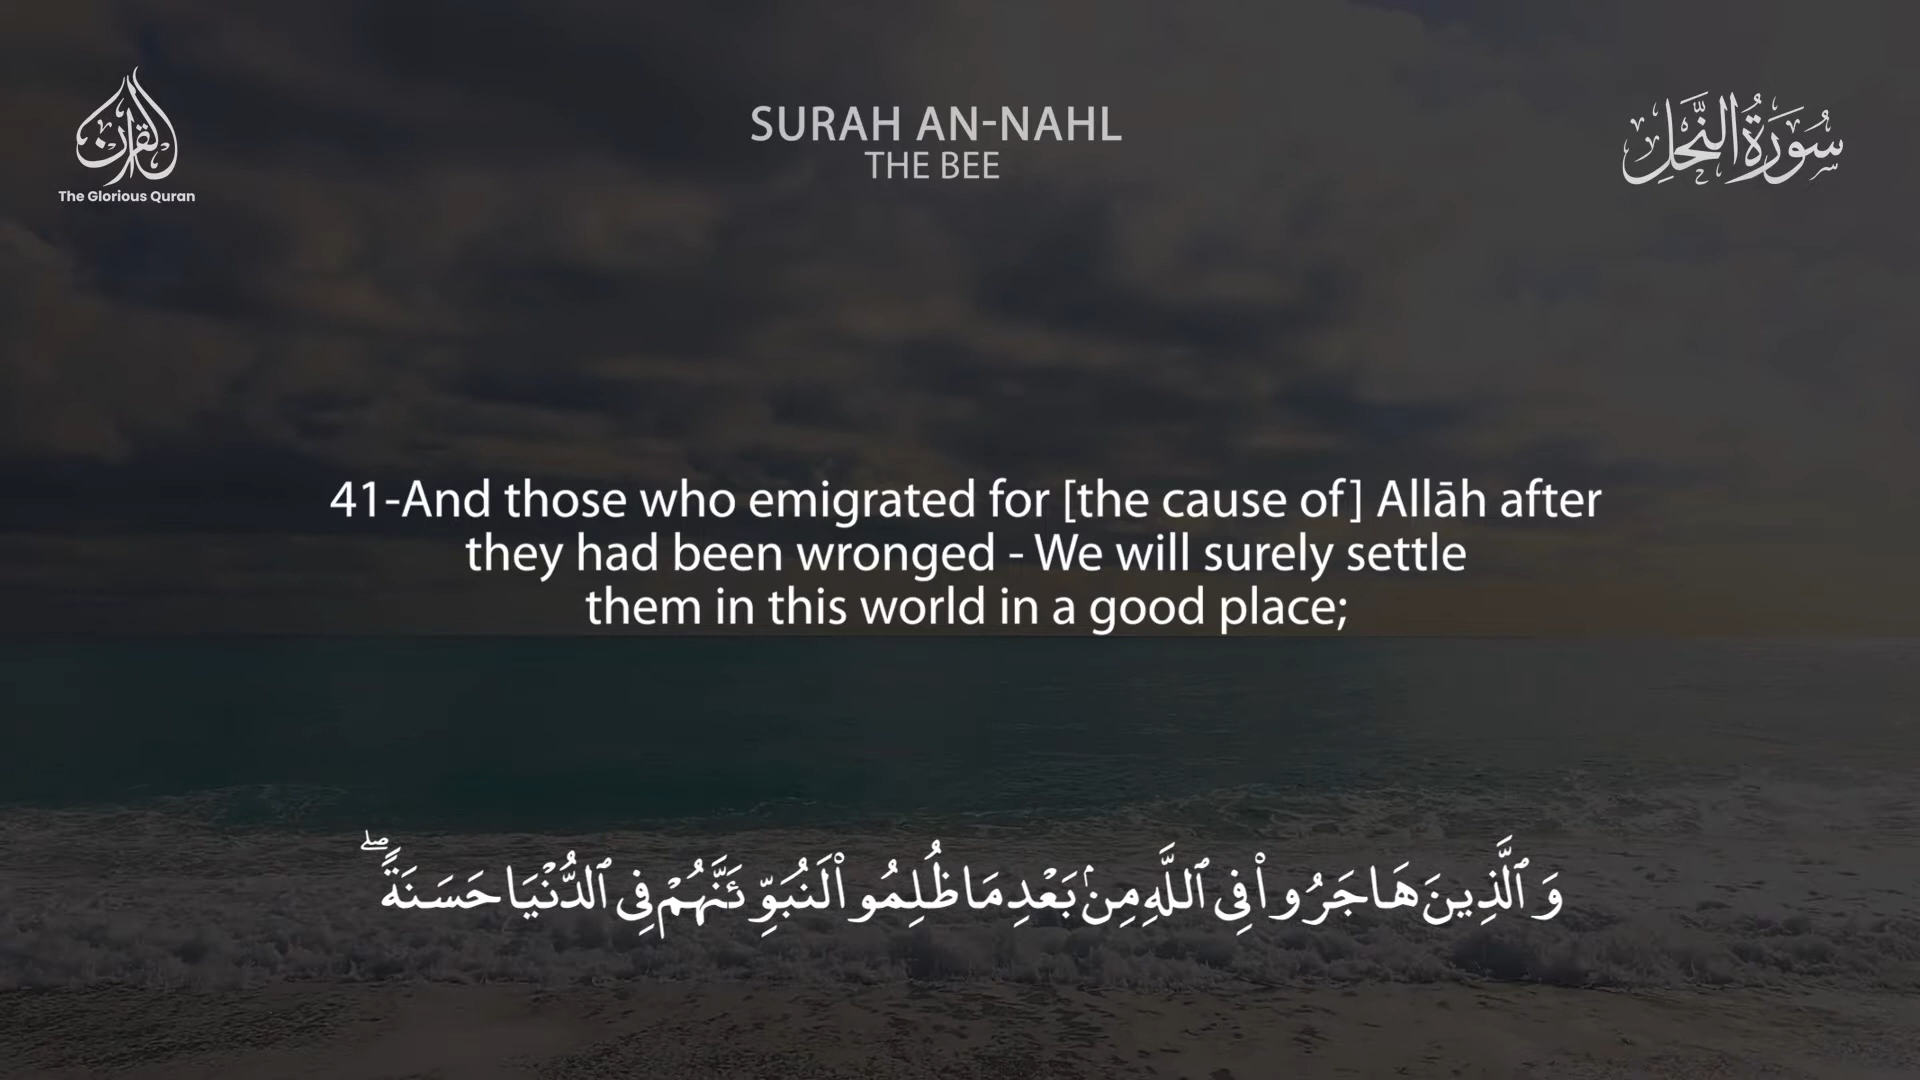 القرآن
The Glorious Quran
SURAH AN-NAHL
THE BEE
سُورَةُ النَّحْلِ
41-And those who emigrated for [the cause of] Allāh after
they had been wronged - We will surely settle
them in this world in a good place;
وَٱلَّذِينَ هَاجَرُوا۟ فِى ٱللَّهِ مِنۢ بَعْدِ مَا ظُلِمُوا۟ لَنُبَوِّئَنَّهُمْ فِى ٱلدُّنْيَا حَسَنَةًۖ